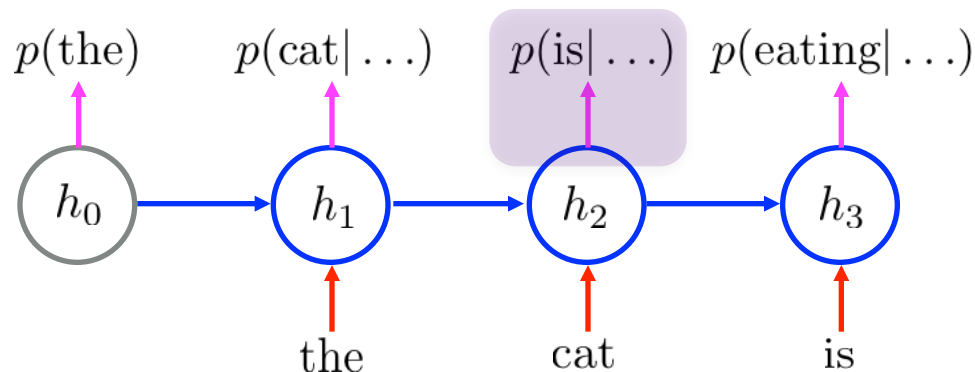 p(the) p(cat| ...) p(is| ...) p(eating| ...)
h₀ h₁ h₂ h₃
the cat is